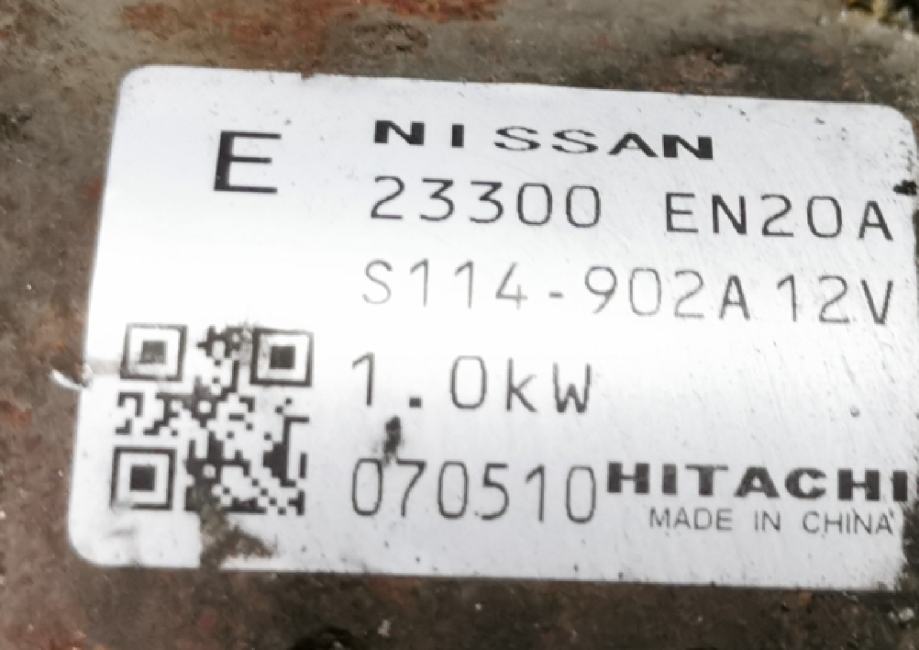 E NISSAN
23300 EN20A
S114-902A 12V
1.0kW
070510 HITACHI
MADE IN CHINA